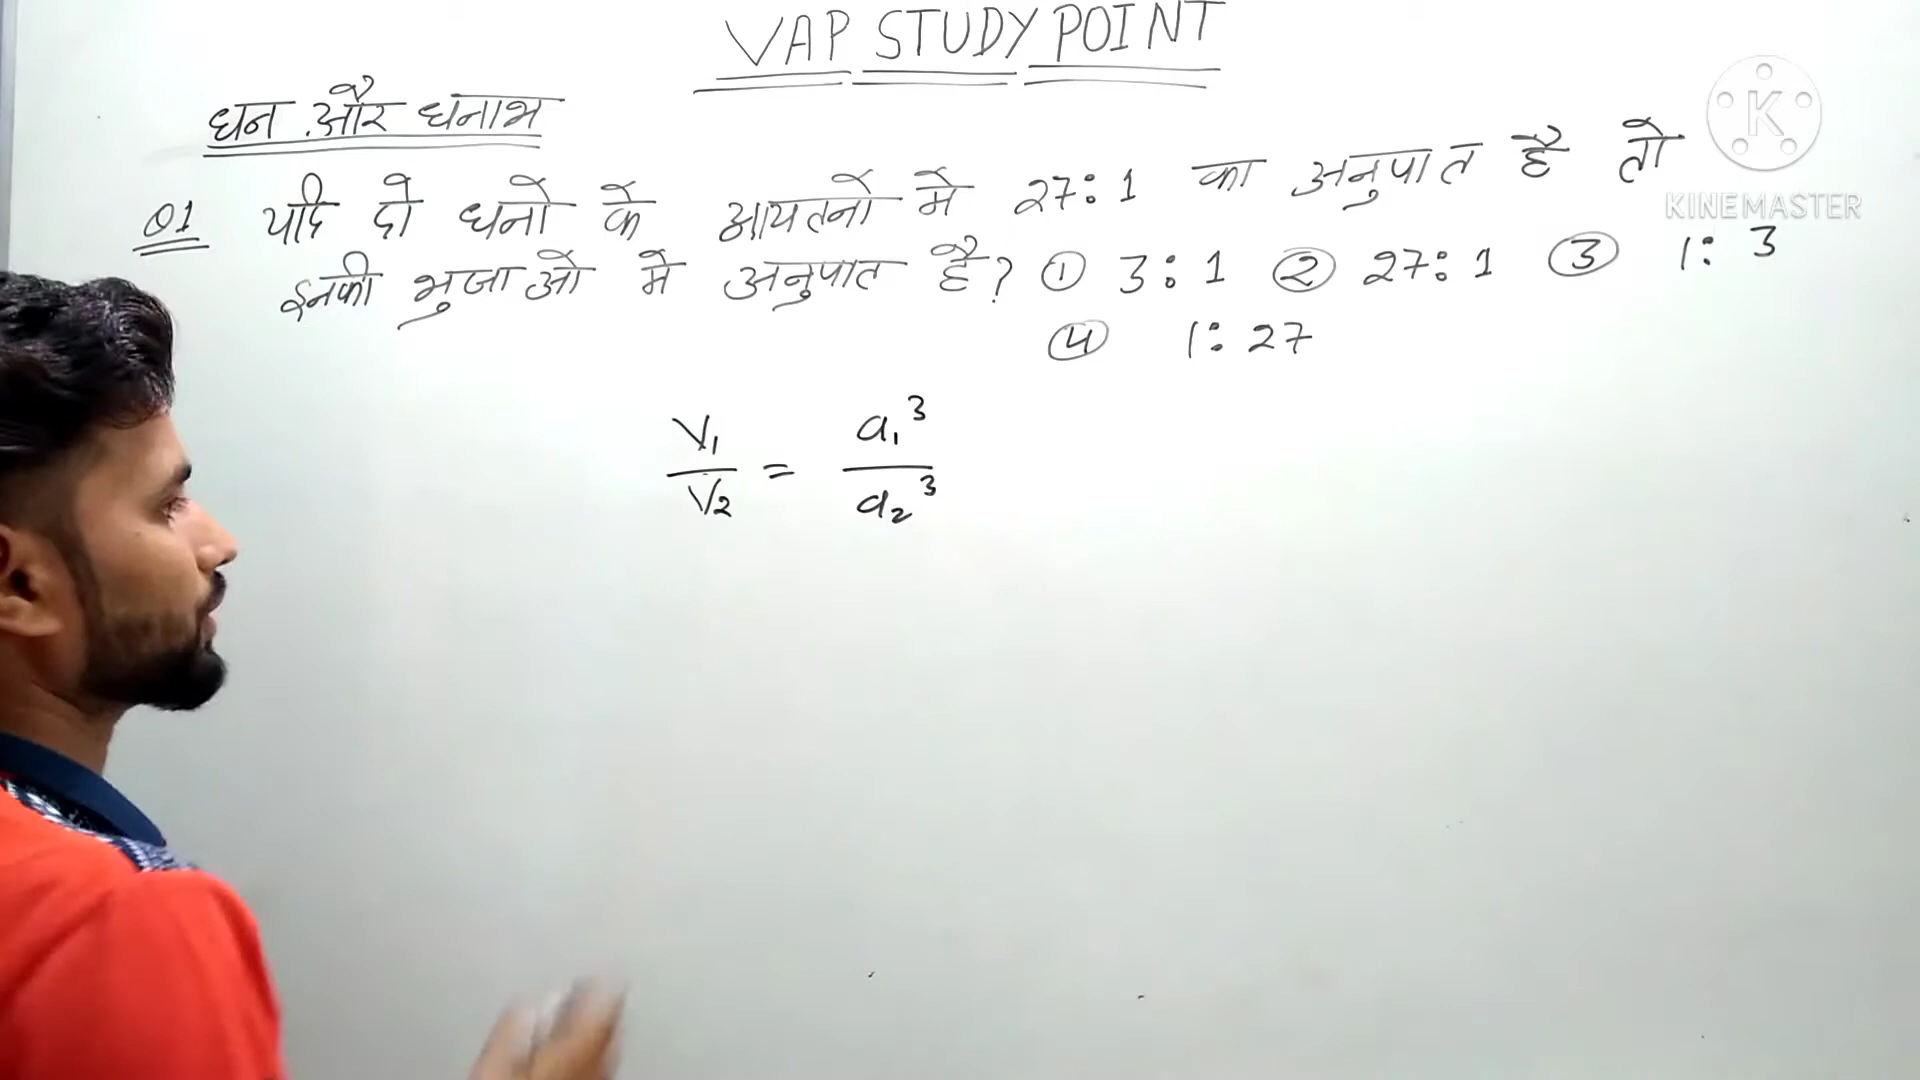 VAP STUDY POINT
घन और घनाभ
Q1 यदि दो घनो के आयतनो मे 27:1 का अनुपात है तो
इनकी भुजाओ मे अनुपात है? ① 3:1 ② 27:1 ③ 1:3
④ 1:27
V₁/V₂ = a₁³/a₂³
K
KINEMASTER